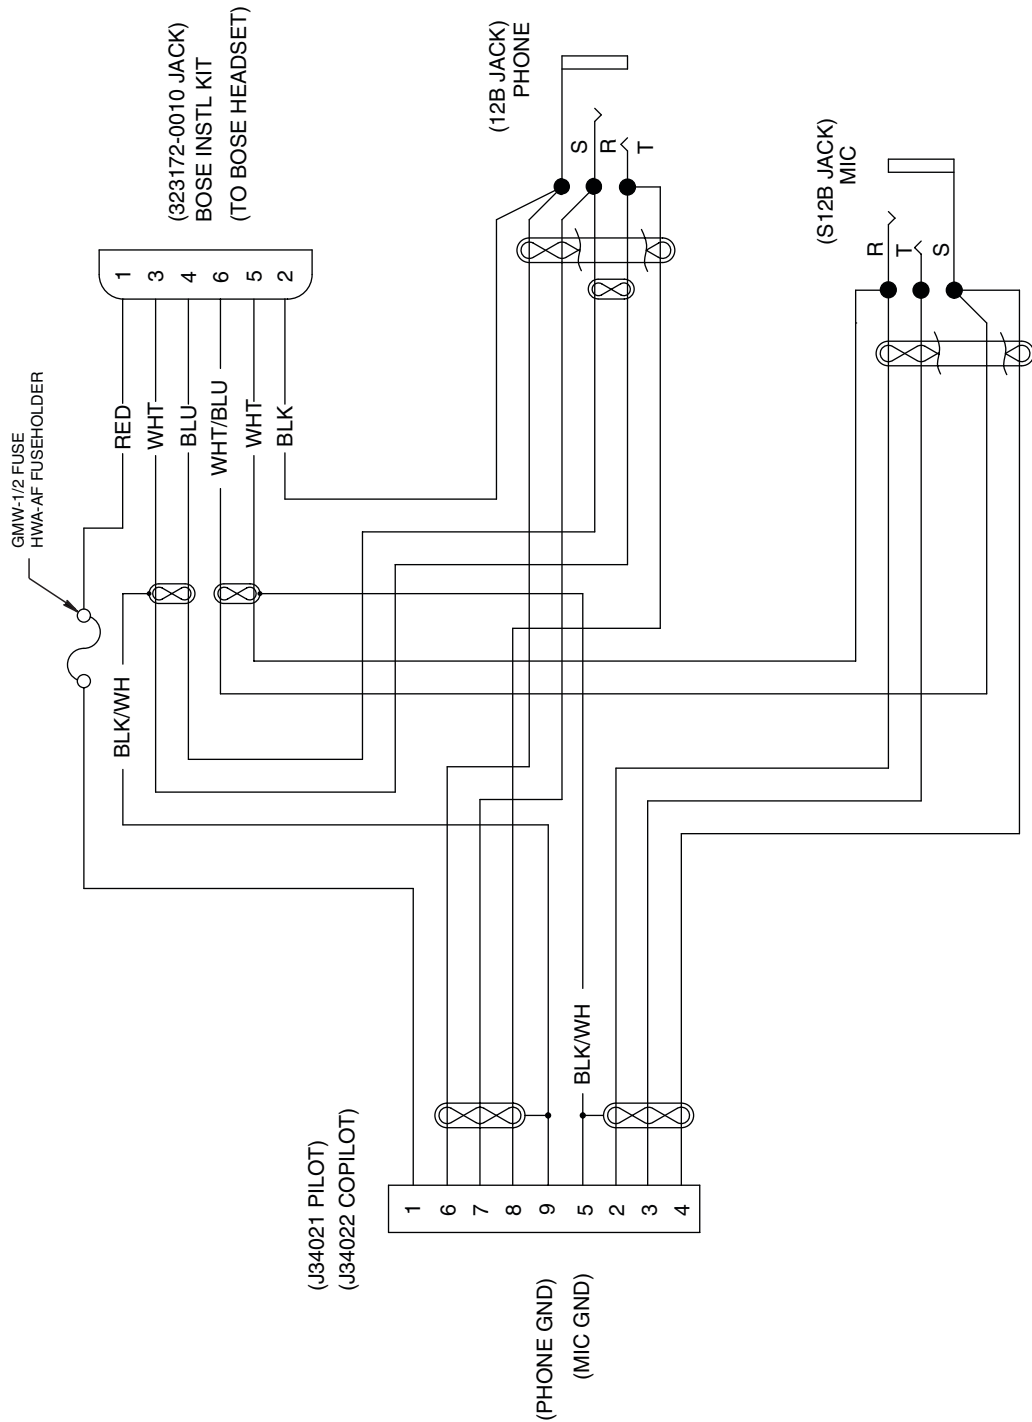 GMW-1/2 FUSE
HWA-AF FUSEHOLDER
(323172-0010 JACK)
BOSE INSTL KIT
(TO BOSE HEADSET)
1
3
4
6
5
2
RED
WHT
BLU
WHT/BLU
WHT
BLK
BLK/WH
(12B JACK)
PHONE
S
R
T
(S12B JACK)
MIC
R
T
S
BLK/WH
(J34021 PILOT)
(J34022 COPILOT)
1
6
7
8
9
5
2
3
4
(PHONE GND)
(MIC GND)